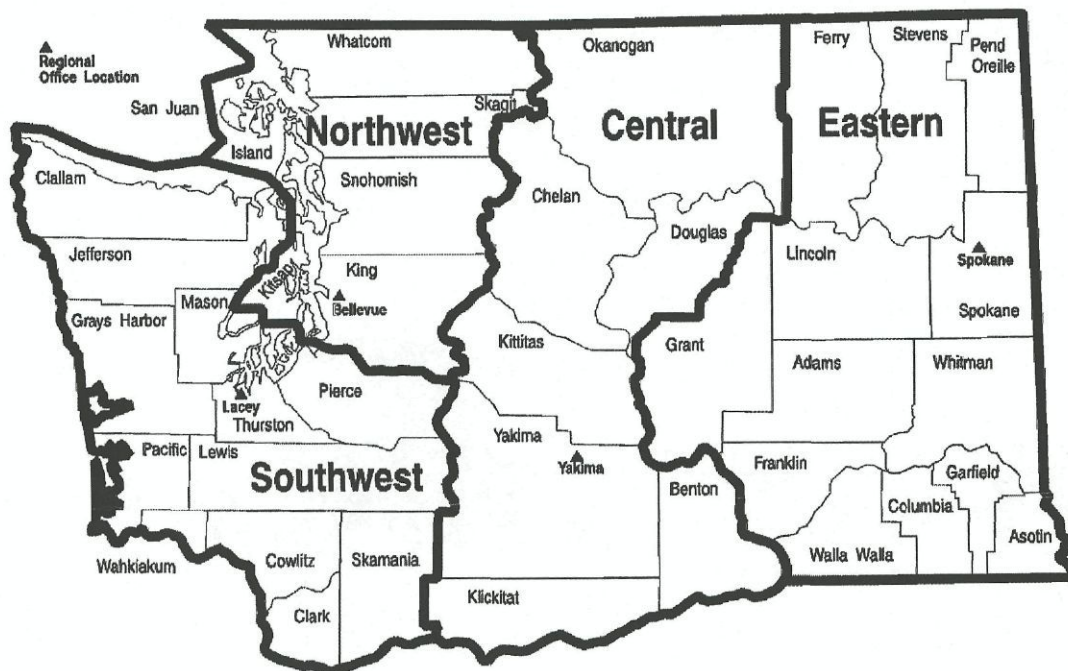 Regional
Office Location
San Juan
Whatcom
Skagit
Northwest
Island
Snohomish
King
Kitsap
Bellevue
Okanogan
Central
Chelan
Douglas
Kittitas
Yakima
Yakima
Benton
Klickitat
Ferry
Stevens
Pend
Oreille
Eastern
Lincoln
Spokane
Spokane
Grant
Adams
Whitman
Franklin
Garfield
Columbia
Walla Walla
Asotin
Clallam
Jefferson
Mason
Grays Harbor
Pierce
Lacey
Thurston
Pacific
Lewis
Southwest
Wahkiakum
Cowlitz
Skamania
Clark